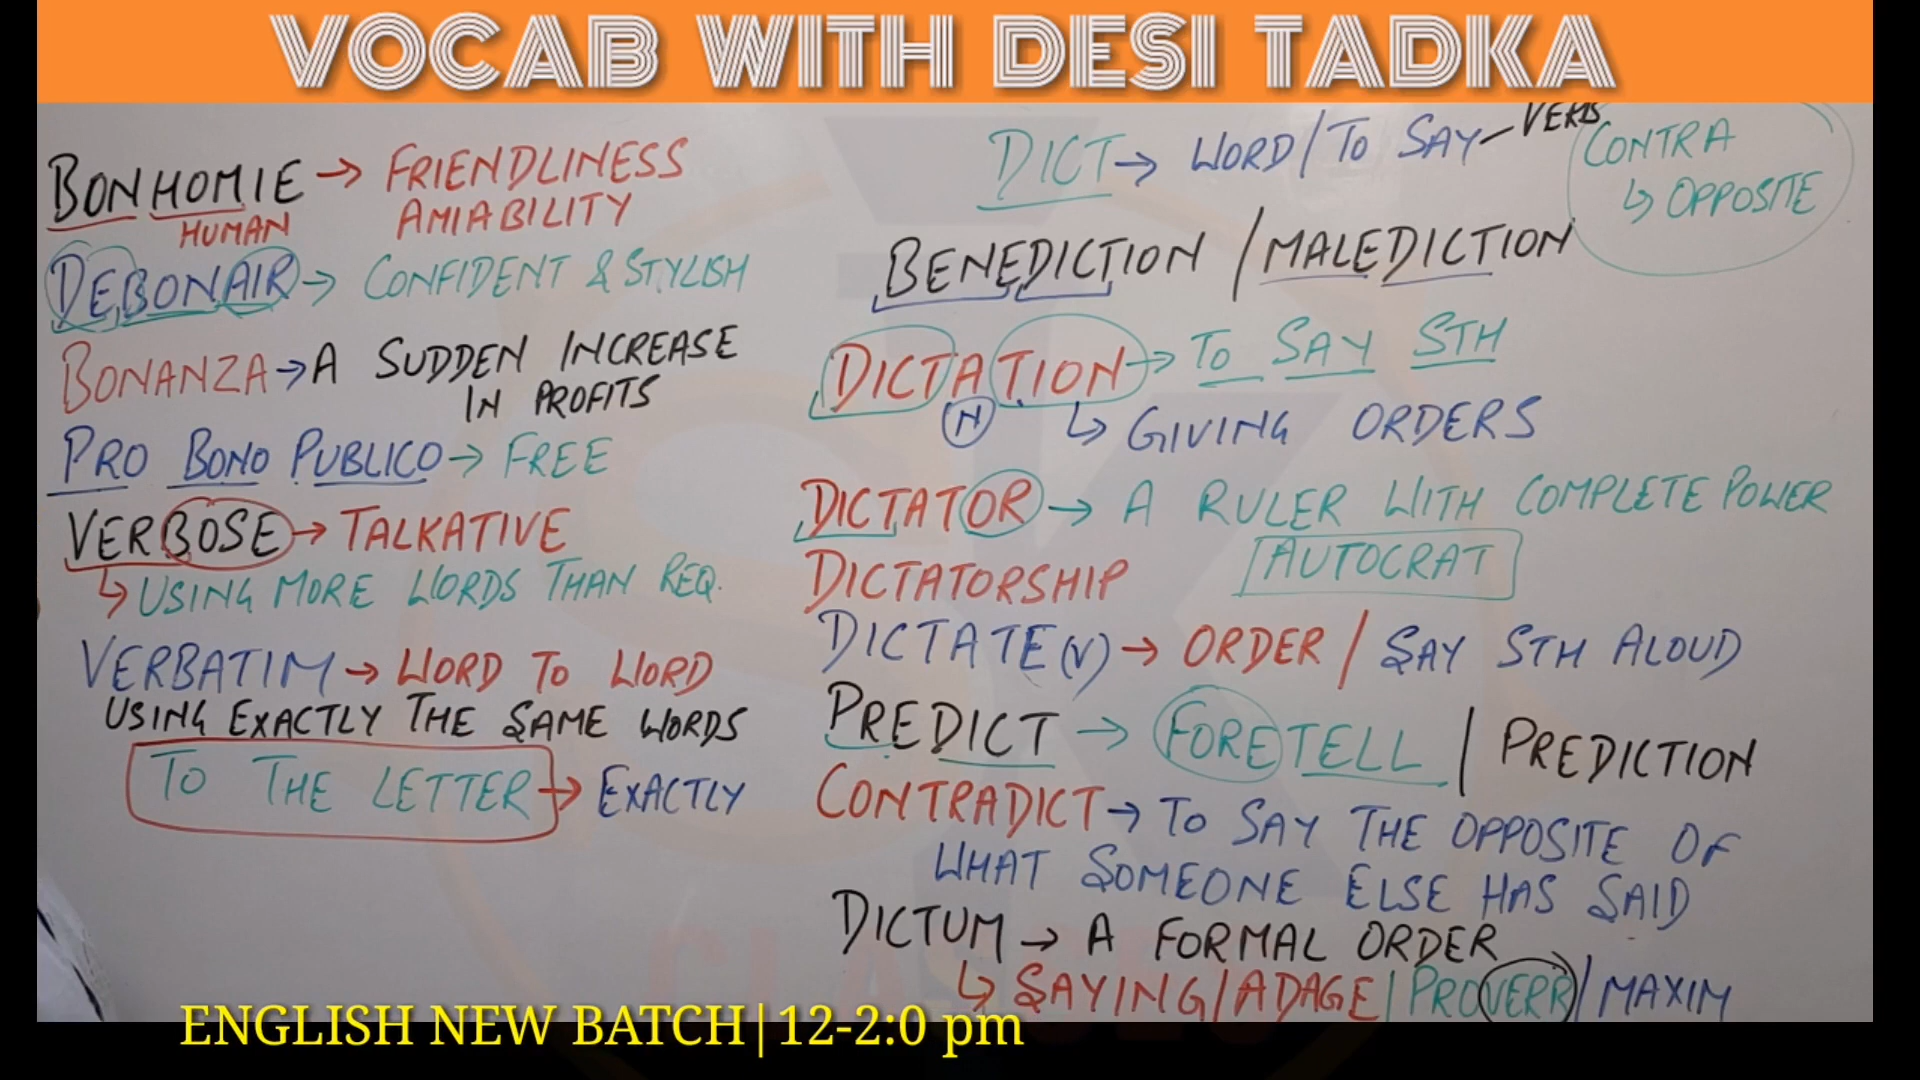 VOCAB WITH DESI TADKA
BONHOMIE → FRIENDLINESS
HUMAN AMIABILITY
DEBONAIR → CONFIDENT & STYLISH
BONANZA → A SUDDEN INCREASE
IN PROFITS
PRO BONO PUBLICO → FREE
VERBOSE → TALKATIVE
↳ USING MORE WORDS THAN REQ.
VERBATIM → WORD TO WORD
USING EXACTLY THE SAME WORDS
TO THE LETTER → EXACTLY
DICT → WORD / TO SAY – VERB
CONTRA
↳ OPPOSITE
BENEDICTION / MALEDICTION
DICTATION → TO SAY STH
N ↳ GIVING ORDERS
DICTATOR → A RULER WITH COMPLETE POWER
AUTOCRAT
DICTATORSHIP
DICTATE (V) → ORDER / SAY STH ALOUD
PREDICT → FORETELL / PREDICTION
CONTRADICT → TO SAY THE OPPOSITE OF
WHAT SOMEONE ELSE HAS SAID
DICTUM → A FORMAL ORDER
↳ SAYING / ADAGE / PROVERB / MAXIM
ENGLISH NEW BATCH|12-2:0 pm